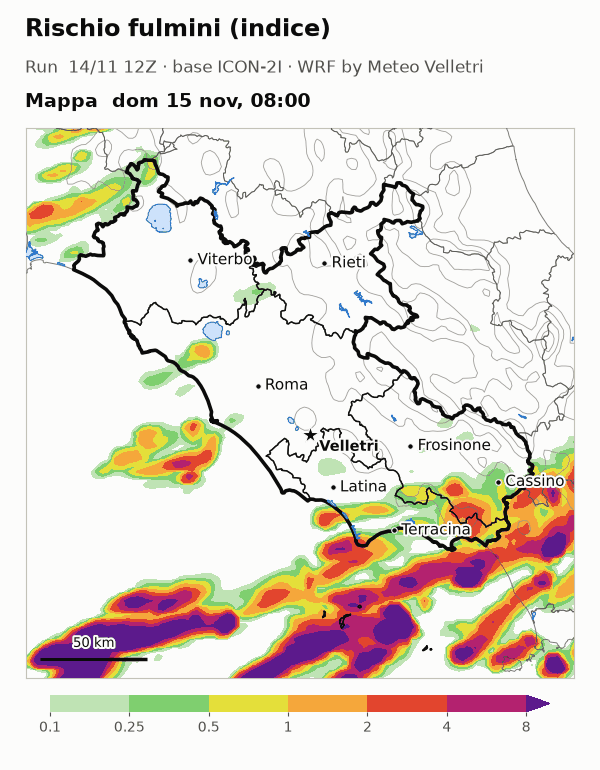 Rischio fulmini (indice)
Run  14/11 12Z · base ICON-2I · WRF by Meteo Velletri
Mappa  dom 15 nov, 08:00
Viterbo
Rieti
Roma
Velletri
Frosinone
Latina
Cassino
Terracina
50 km
0.1 0.25 0.5 1 2 4 8